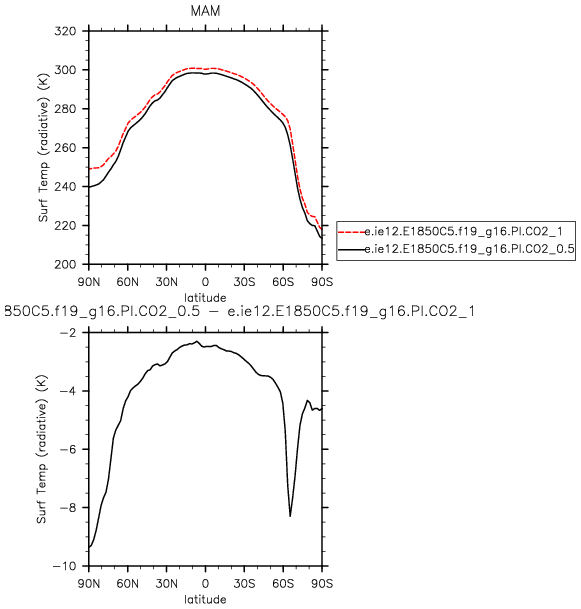 MAM
320
300
280
260
240
220
200
Surf Temp (radiative) (K)
90N 60N 30N 0 30S 60S 90S
latitude
e.ie12.E1850C5.f19_g16.PI.CO2_1
e.ie12.E1850C5.f19_g16.PI.CO2_0.5
850C5.f19_g16.PI.CO2_0.5 − e.ie12.E1850C5.f19_g16.PI.CO2_1
−2
−4
−6
−8
−10
Surf Temp (radiative) (K)
90N 60N 30N 0 30S 60S 90S
latitude